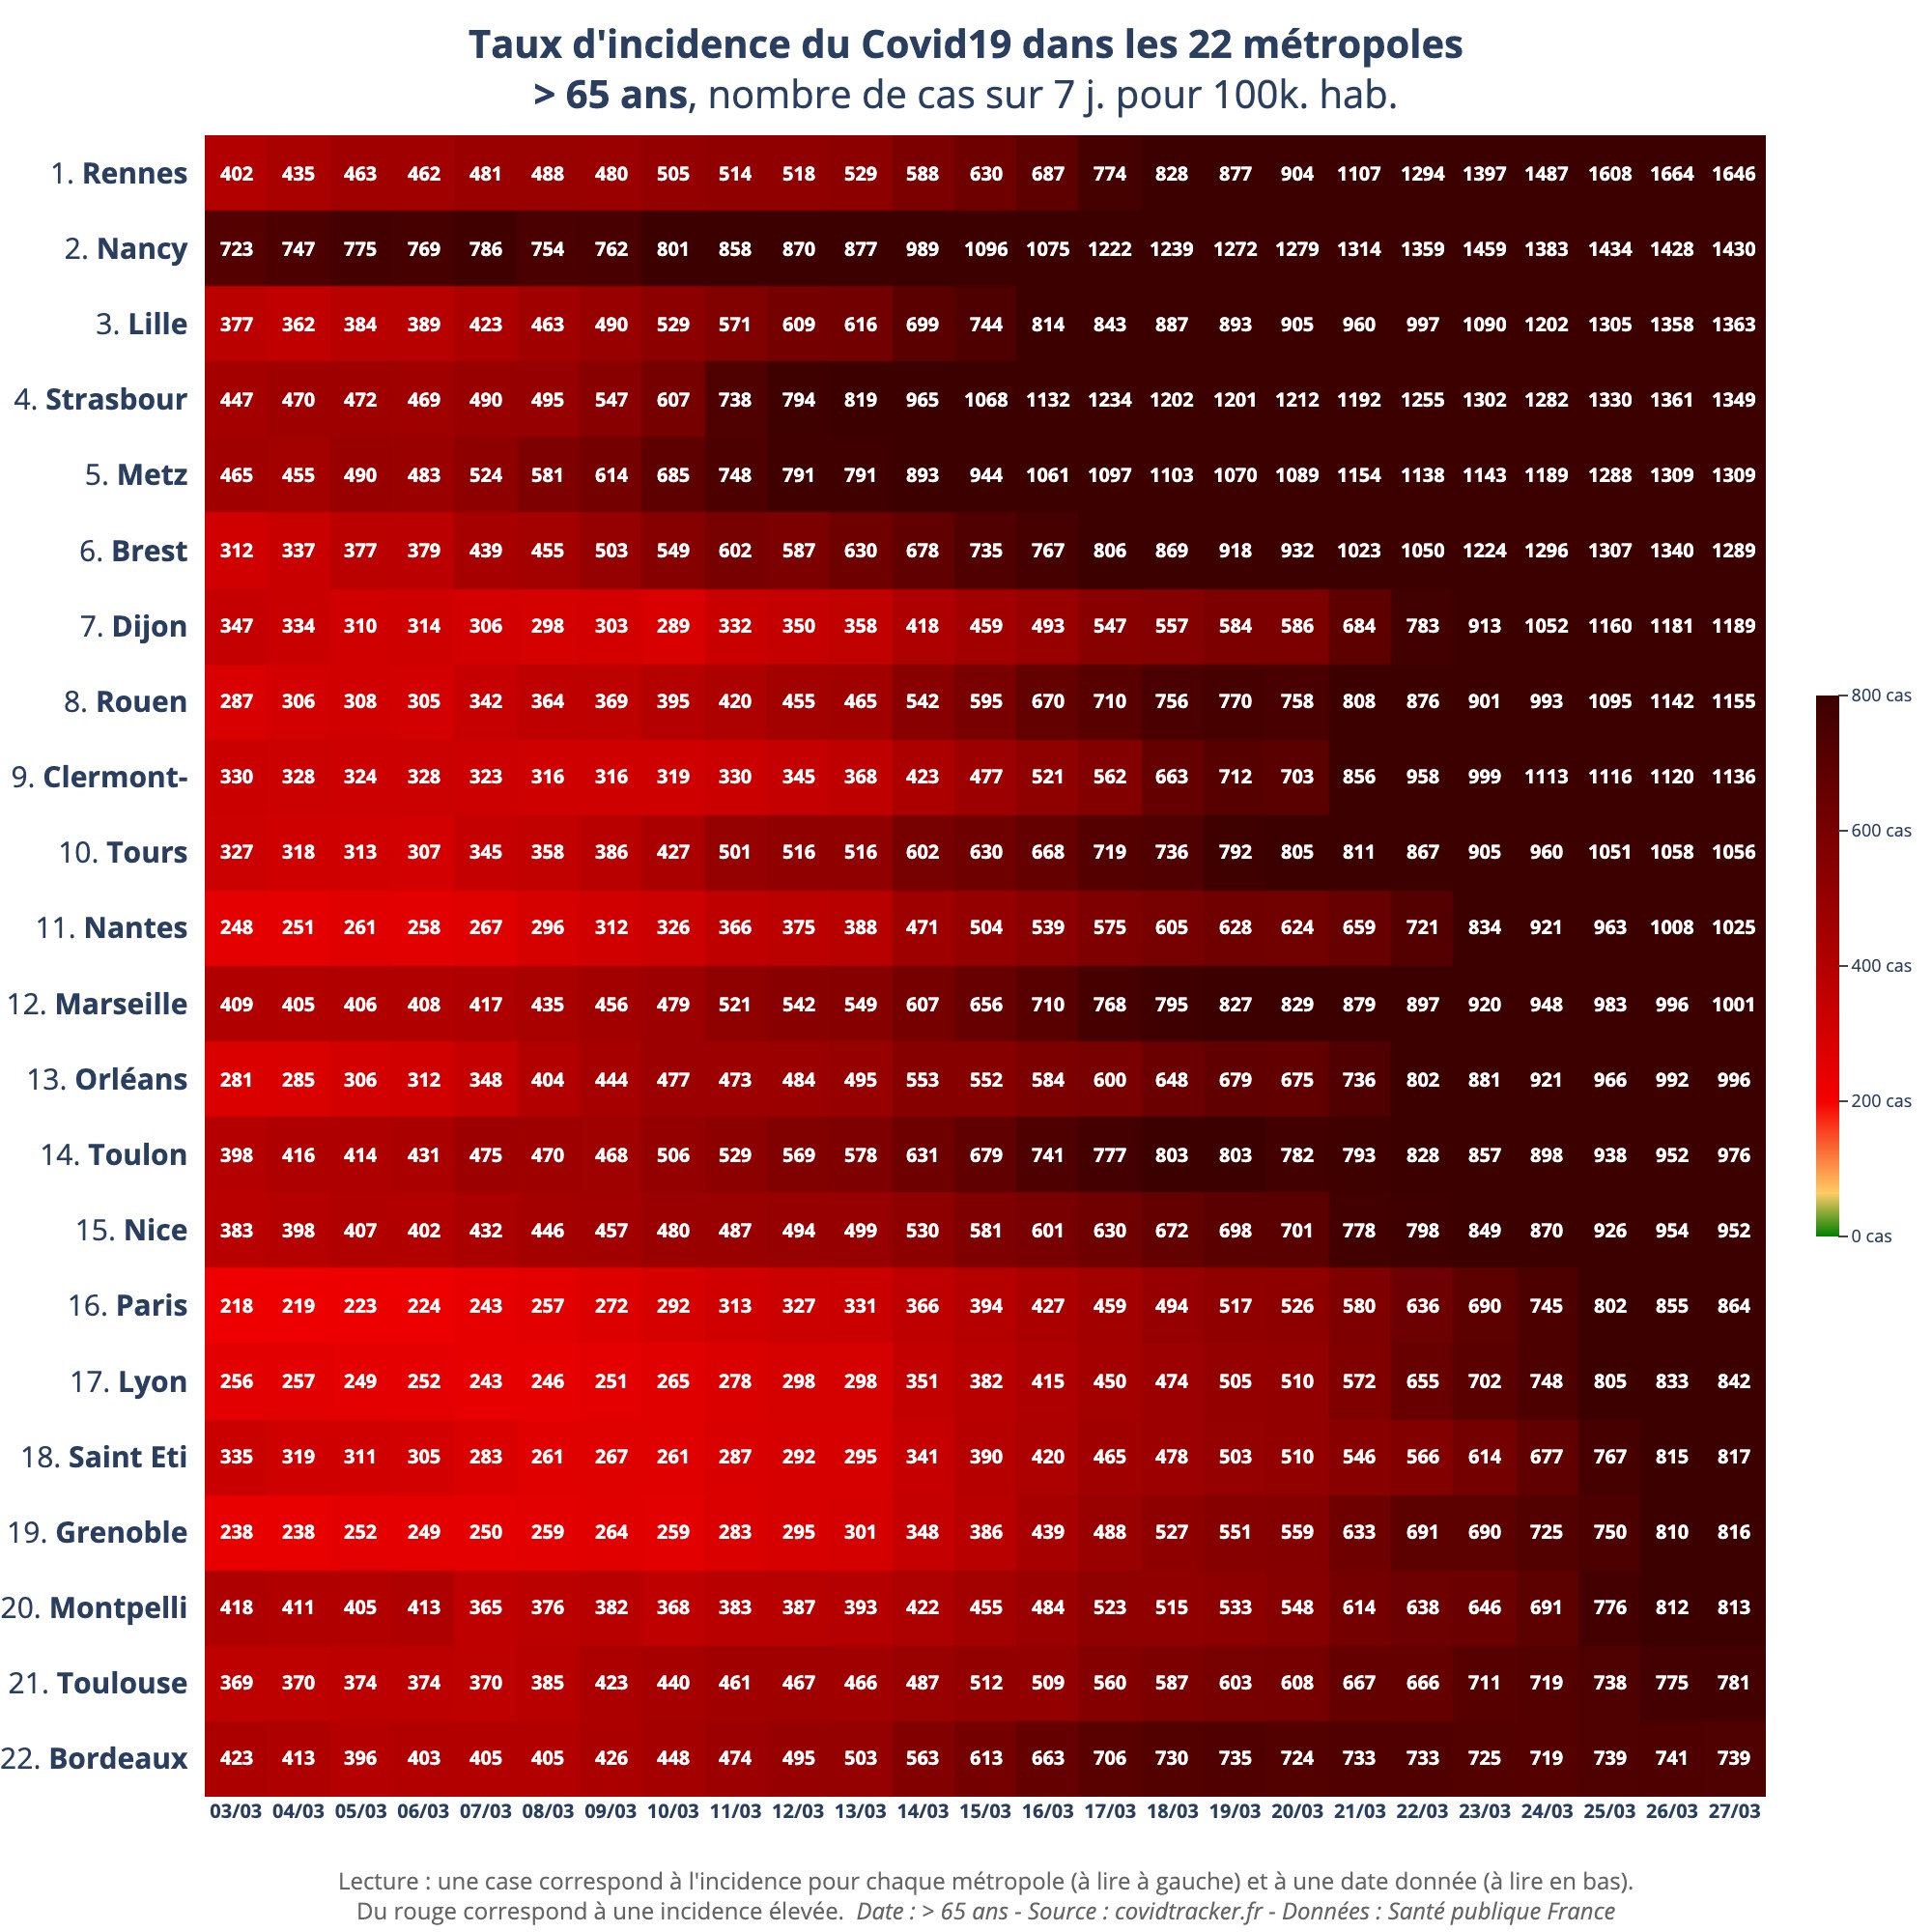 Taux d'incidence du Covid19 dans les 22 métropoles
> 65 ans, nombre de cas sur 7 j. pour 100k. hab.
1. Rennes 402 435 463 462 481 488 480 505 514 518 529 588 630 687 774 828 877 904 1107 1294 1397 1487 1608 1664 1646
2. Nancy 723 747 775 769 786 754 762 801 858 870 877 989 1096 1075 1222 1239 1272 1279 1314 1359 1459 1383 1434 1428 1430
3. Lille 377 362 384 389 423 463 490 529 571 609 616 699 744 814 843 887 893 905 960 997 1090 1202 1305 1358 1363
4. Strasbour 447 470 472 469 490 495 547 607 738 794 819 965 1068 1132 1234 1202 1201 1212 1192 1255 1302 1282 1330 1361 1349
5. Metz 465 455 490 483 524 581 614 685 748 791 791 893 944 1061 1097 1103 1070 1089 1154 1138 1143 1189 1288 1309 1309
6. Brest 312 337 377 379 439 455 503 549 602 587 630 678 735 767 806 869 918 932 1023 1050 1224 1296 1307 1340 1289
7. Dijon 347 334 310 314 306 298 303 289 332 350 358 418 459 493 547 557 584 586 684 783 913 1052 1160 1181 1189
8. Rouen 287 306 308 305 342 364 369 395 420 455 465 542 595 670 710 756 770 758 808 876 901 993 1095 1142 1155
9. Clermont- 330 328 324 328 323 316 316 319 330 345 368 423 477 521 562 663 712 703 856 958 999 1113 1116 1120 1136
10. Tours 327 318 313 307 345 358 386 427 501 516 516 602 630 668 719 736 792 805 811 867 905 960 1051 1058 1056
11. Nantes 248 251 261 258 267 296 312 326 366 375 388 471 504 539 575 605 628 624 659 721 834 921 963 1008 1025
12. Marseille 409 405 406 408 417 435 456 479 521 542 549 607 656 710 768 795 827 829 879 897 920 948 983 996 1001
13. Orléans 281 285 306 312 348 404 444 477 473 484 495 553 552 584 600 648 679 675 736 802 881 921 966 992 996
14. Toulon 398 416 414 431 475 470 468 506 529 569 578 631 679 741 777 803 803 782 793 828 857 898 938 952 976
15. Nice 383 398 407 402 432 446 457 480 487 494 499 530 581 601 630 672 698 701 778 798 849 870 926 954 952
16. Paris 218 219 223 224 243 257 272 292 313 327 331 366 394 427 459 494 517 526 580 636 690 745 802 855 864
17. Lyon 256 257 249 252 243 246 251 265 278 298 298 351 382 415 450 474 505 510 572 655 702 748 805 833 842
18. Saint Eti 335 319 311 305 283 261 267 261 287 292 295 341 390 420 465 478 503 510 546 566 614 677 767 815 817
19. Grenoble 238 238 252 249 250 259 264 259 283 295 301 348 386 439 488 527 551 559 633 691 690 725 750 810 816
20. Montpelli 418 411 405 413 365 376 382 368 383 387 393 422 455 484 523 515 533 548 614 638 646 691 776 812 813
21. Toulouse 369 370 374 374 370 385 423 440 461 467 466 487 512 509 560 587 603 608 667 666 711 719 738 775 781
22. Bordeaux 423 413 396 403 405 405 426 448 474 495 503 563 613 663 706 730 735 724 733 733 725 719 739 741 739
03/03 04/03 05/03 06/03 07/03 08/03 09/03 10/03 11/03 12/03 13/03 14/03 15/03 16/03 17/03 18/03 19/03 20/03 21/03 22/03 23/03 24/03 25/03 26/03 27/03
800 cas
600 cas
400 cas
200 cas
0 cas
Lecture : une case correspond à l'incidence pour chaque métropole (à lire à gauche) et à une date donnée (à lire en bas).
Du rouge correspond à une incidence élevée. Date : > 65 ans - Source : covidtracker.fr - Données : Santé publique France